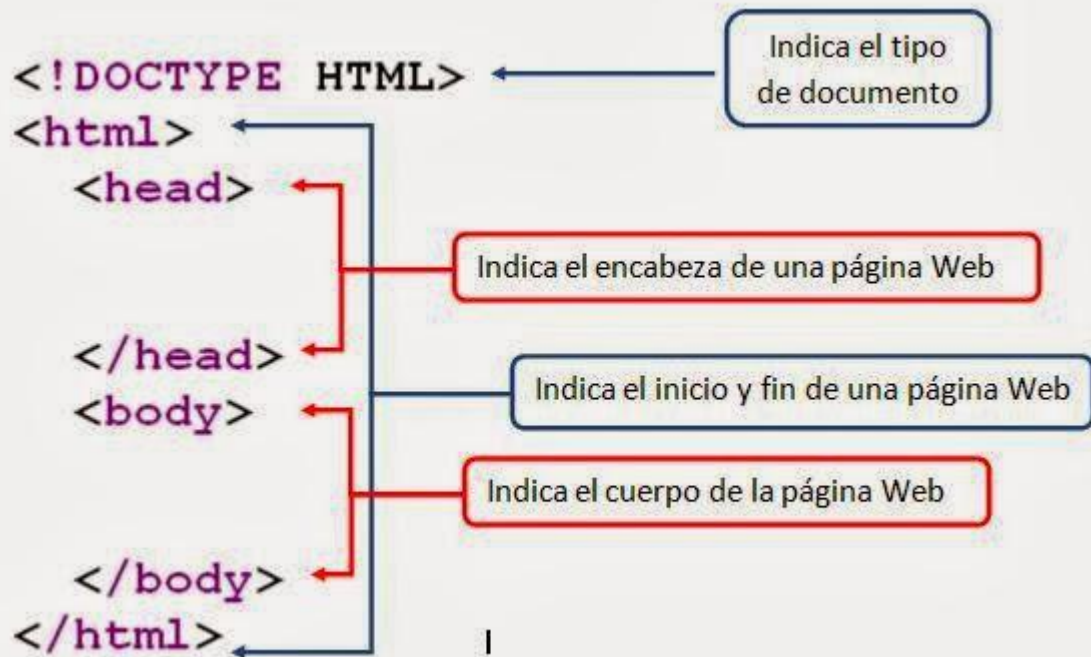 Indica el tipo
de documento
<!DOCTYPE HTML>
<html>
<head>
Indica el encabeza de una página Web
</head>
Indica el inicio y fin de una página Web
<body>
Indica el cuerpo de la página Web
</body>
</html>